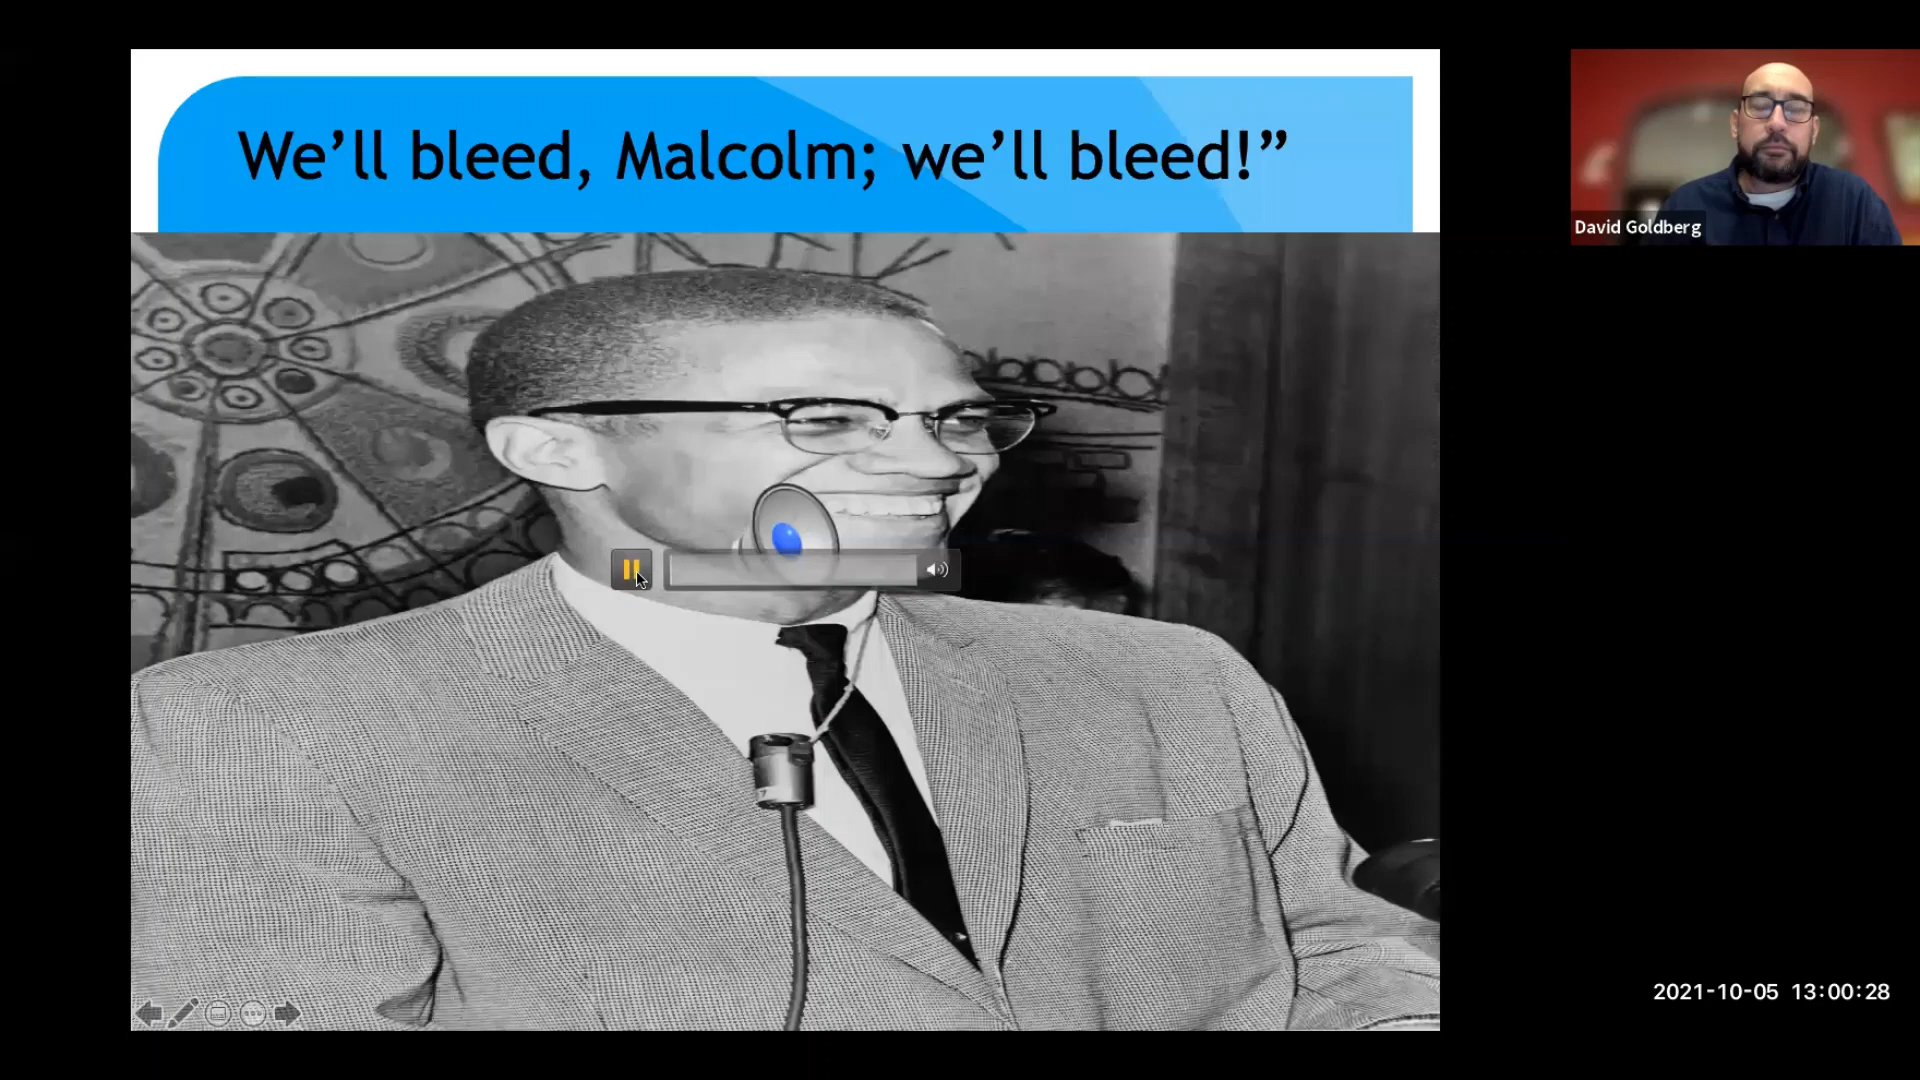 We’ll bleed, Malcolm; we’ll bleed!”
David Goldberg
2021-10-05 13:00:28